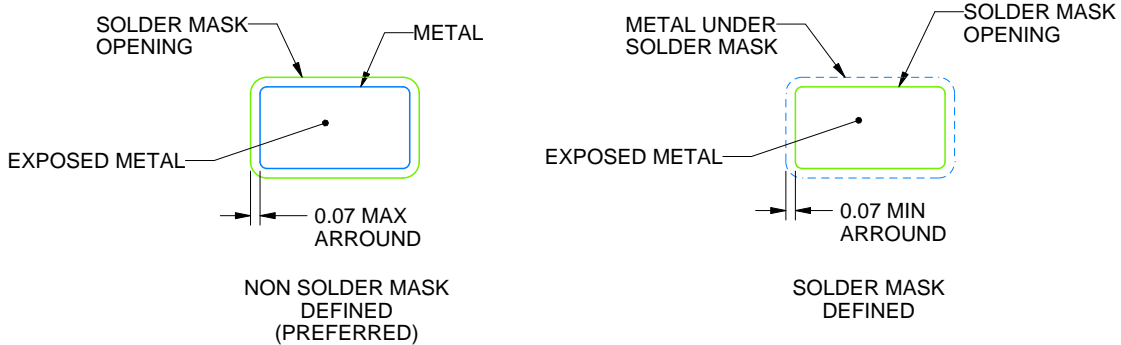 SOLDER MASK
OPENING
METAL
EXPOSED METAL
0.07 MAX
ARROUND
NON SOLDER MASK
DEFINED
(PREFERRED)
METAL UNDER
SOLDER MASK
SOLDER MASK
OPENING
EXPOSED METAL
0.07 MIN
ARROUND
SOLDER MASK
DEFINED